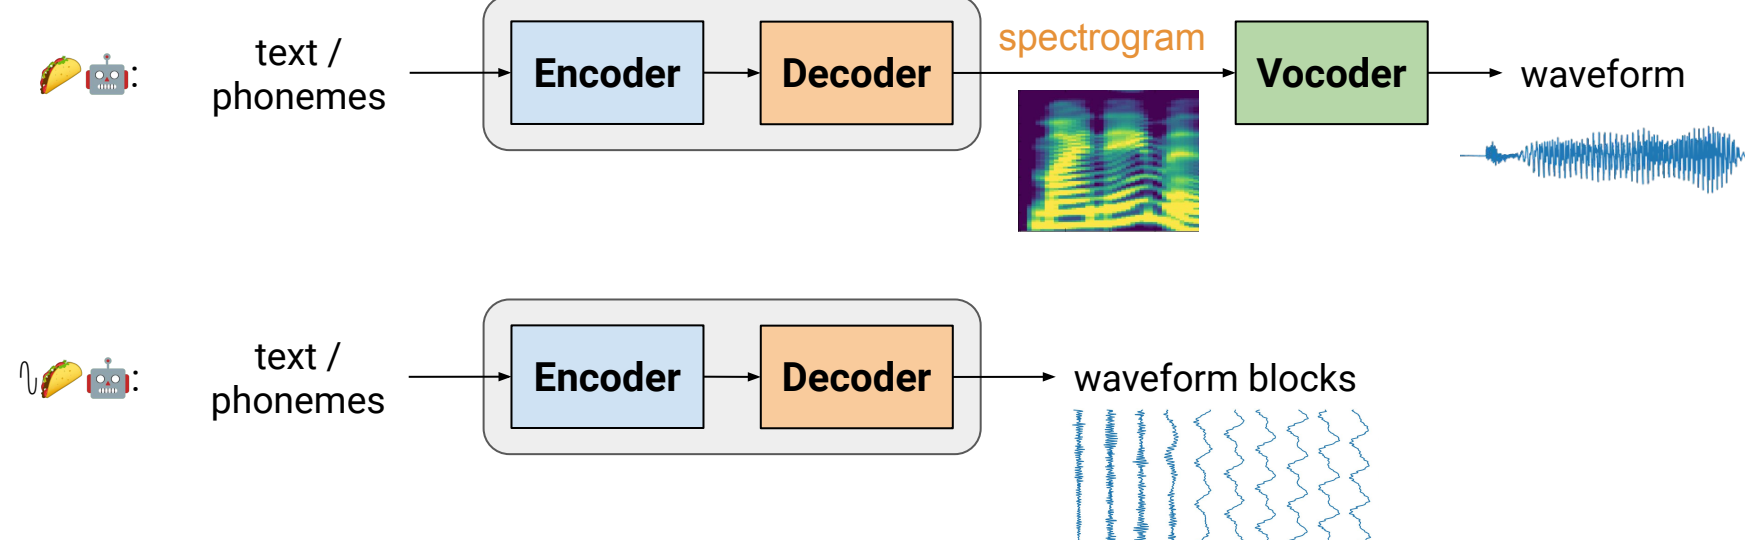 🌮🤖:
text /
phonemes
Encoder
Decoder
spectrogram
Vocoder
waveform
🌮🤖:
text /
phonemes
Encoder
Decoder
waveform blocks